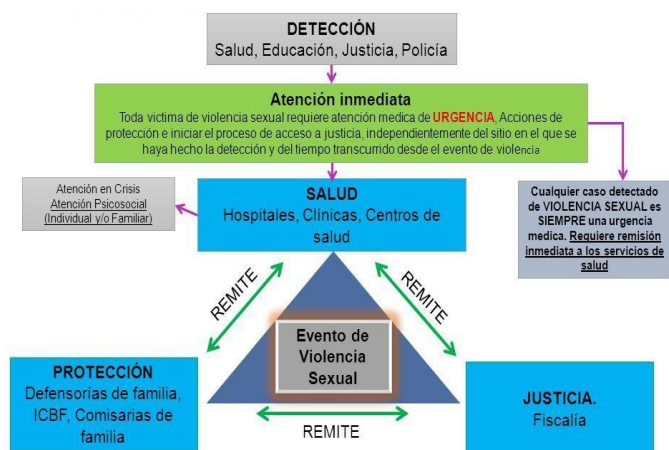 DETECCIÓN
Salud, Educación, Justicia, Policía
Atención inmediata
Toda victima de violencia sexual requiere atención medica de URGENCIA, Acciones de
protección e iniciar el proceso de acceso a justicia, independientemente del sitio en el que se
haya hecho la detección y del tiempo transcurrido desde el evento de violencia
Atención en Crisis
Atención Psicosocial
(Individual y/o Familiar)
SALUD
Hospitales, Clínicas, Centros de
salud
Cualquier caso detectado
de VIOLENCIA SEXUAL es
SIEMPRE una urgencia
medica. Requiere remisión
inmediata a los servicios de
salud
REMITE
REMITE
Evento de
Violencia
Sexual
PROTECCIÓN
Defensorías de familia,
ICBF, Comisarias de
familia
JUSTICIA.
Fiscalía
REMITE